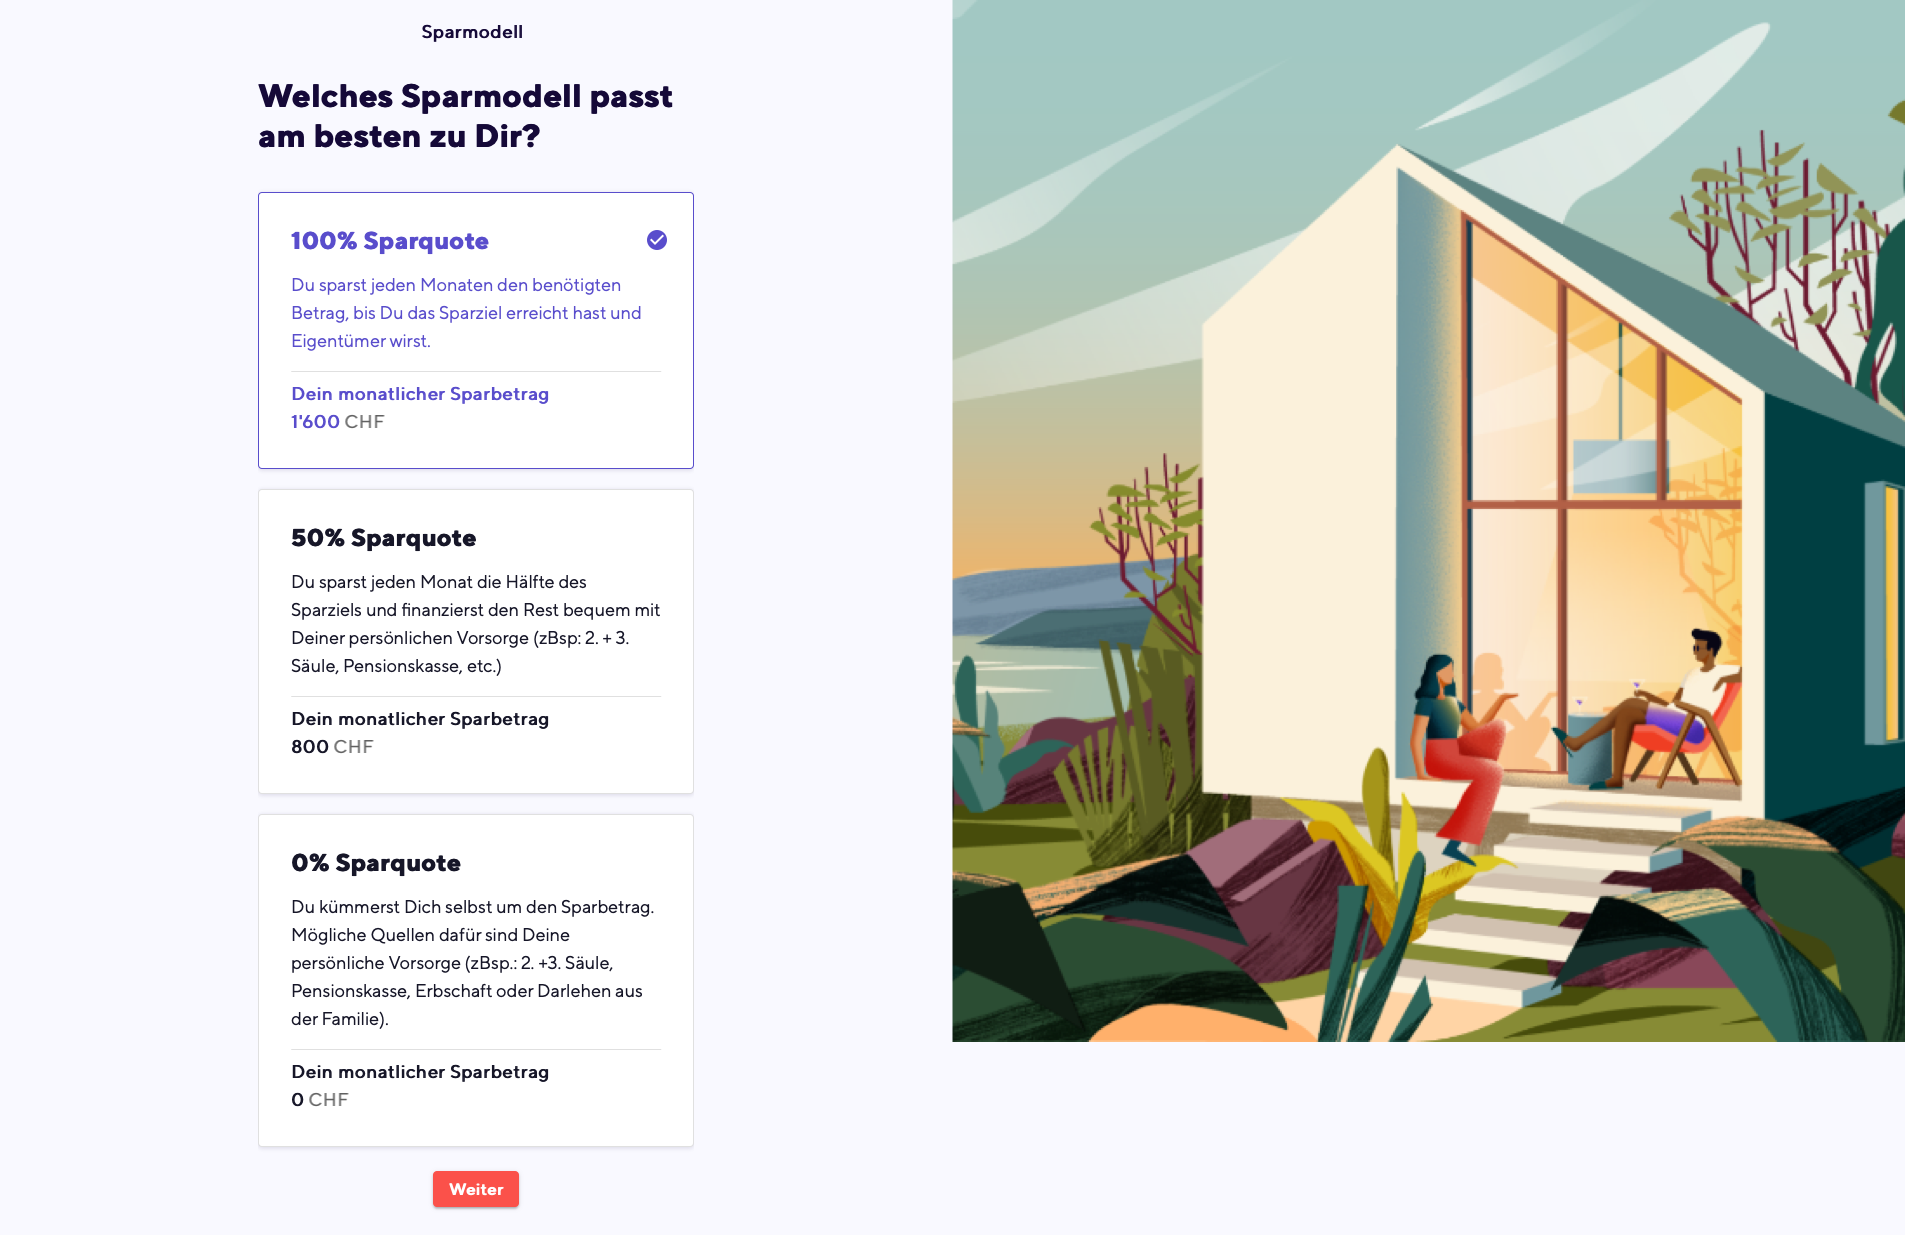 Sparmodell
Welches Sparmodell passt
am besten zu Dir?
100% Sparquote
Du sparst jeden Monaten den benötigten
Betrag, bis Du das Sparziel erreicht hast und
Eigentümer wirst.
Dein monatlicher Sparbetrag
1'600 CHF
50% Sparquote
Du sparst jeden Monat die Hälfte des
Sparziels und finanzierst den Rest bequem mit
Deiner persönlichen Vorsorge (zBsp: 2. + 3.
Säule, Pensionskasse, etc.)
Dein monatlicher Sparbetrag
800 CHF
0% Sparquote
Du kümmerst Dich selbst um den Sparbetrag.
Mögliche Quellen dafür sind Deine
persönliche Vorsorge (zBsp.: 2. +3. Säule,
Pensionskasse, Erbschaft oder Darlehen aus
der Familie).
Dein monatlicher Sparbetrag
0 CHF
Weiter